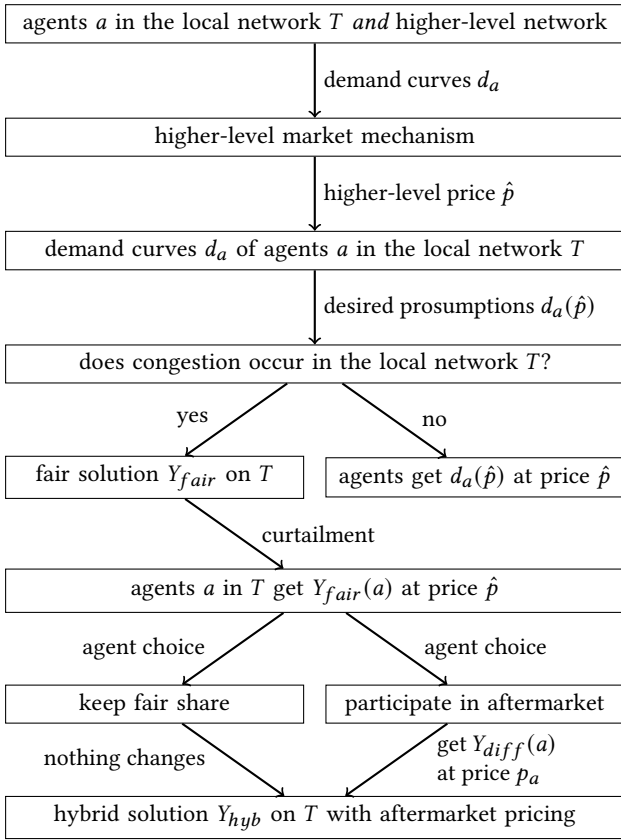 agents a in the local network T and higher-level network
demand curves d_a
higher-level market mechanism
higher-level price p̂
demand curves d_a of agents a in the local network T
desired prosumptions d_a(p̂)
does congestion occur in the local network T?
yes
no
fair solution Y_fair on T
agents get d_a(p̂) at price p̂
curtailment
agents a in T get Y_fair(a) at price p̂
agent choice
agent choice
keep fair share
participate in aftermarket
nothing changes
get Y_diff(a)
at price p_a
hybrid solution Y_hyb on T with aftermarket pricing